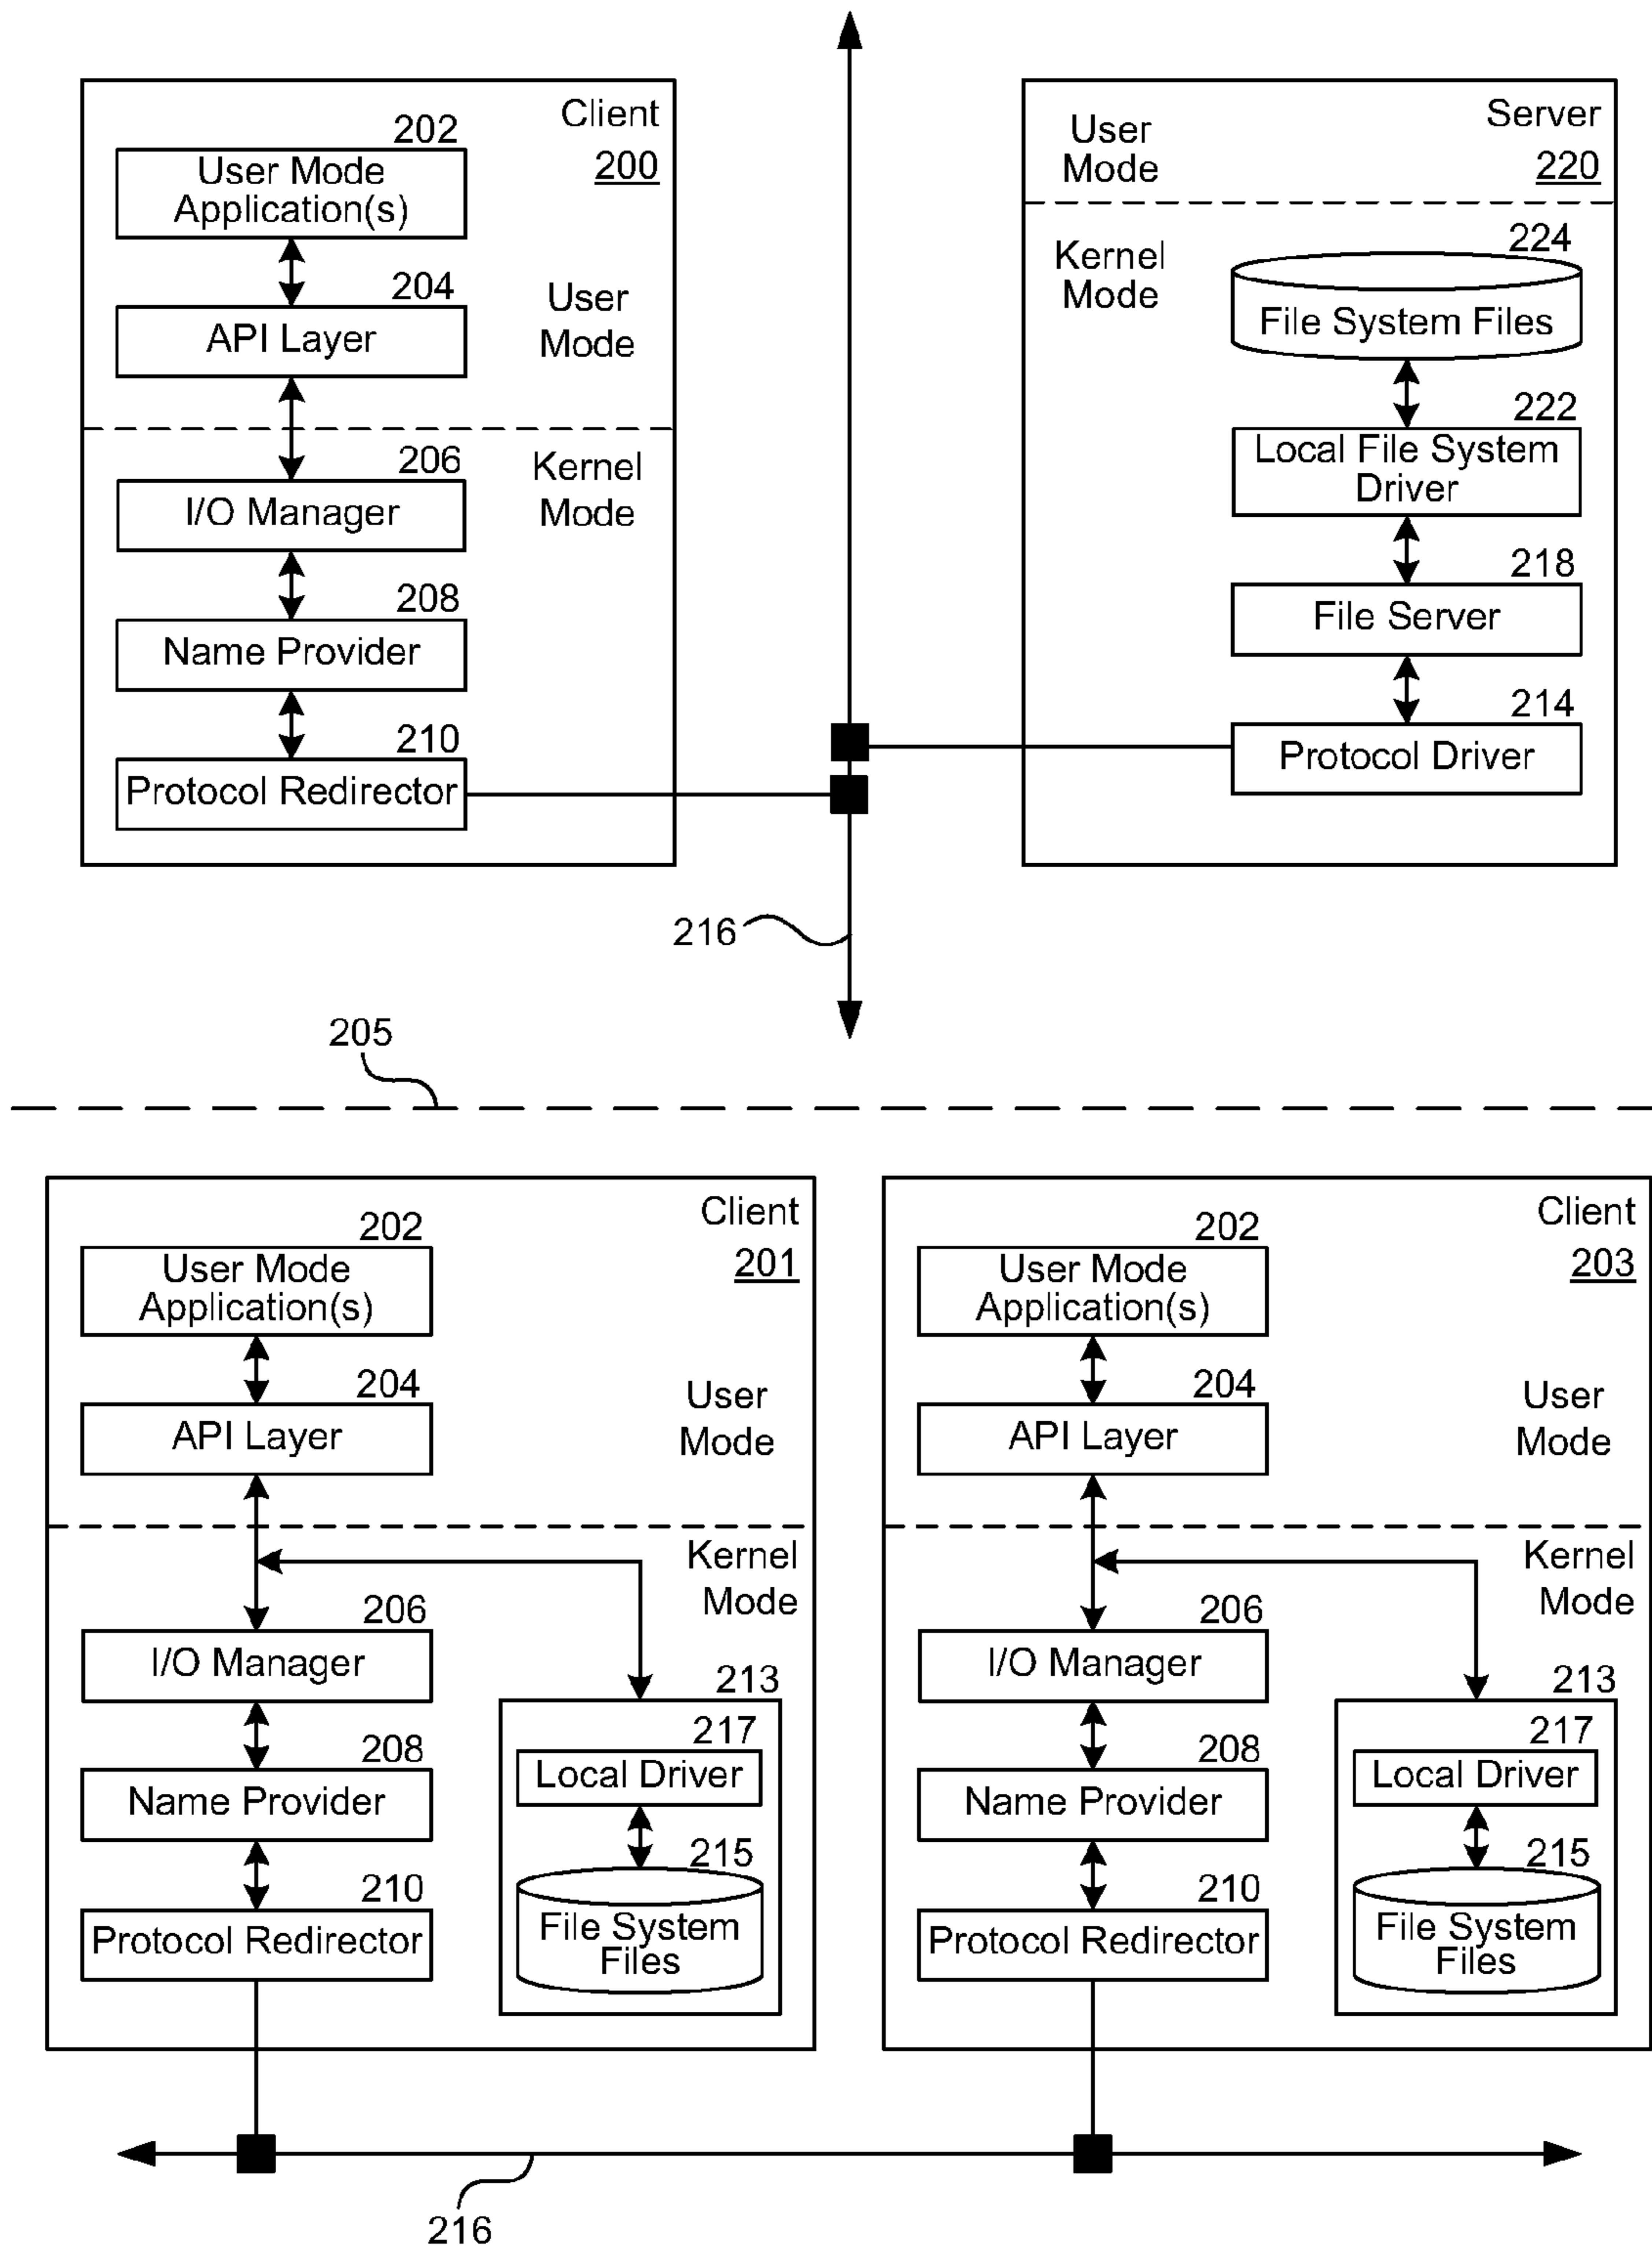 Client
200
202
User Mode
Application(s)
204
API Layer
User
Mode
206
I/O Manager
Kernel
Mode
208
Name Provider
210
Protocol Redirector
Server
220
User
Mode
Kernel
Mode
224
File System Files
222
Local File System
Driver
218
File Server
214
Protocol Driver
216
205
Client
201
202
User Mode
Application(s)
204
API Layer
User
Mode
Kernel
Mode
206
I/O Manager
208
Name Provider
210
Protocol Redirector
213
217
Local Driver
215
File System
Files
Client
203
202
User Mode
Application(s)
204
API Layer
User
Mode
Kernel
Mode
206
I/O Manager
208
Name Provider
210
Protocol Redirector
213
217
Local Driver
215
File System
Files
216